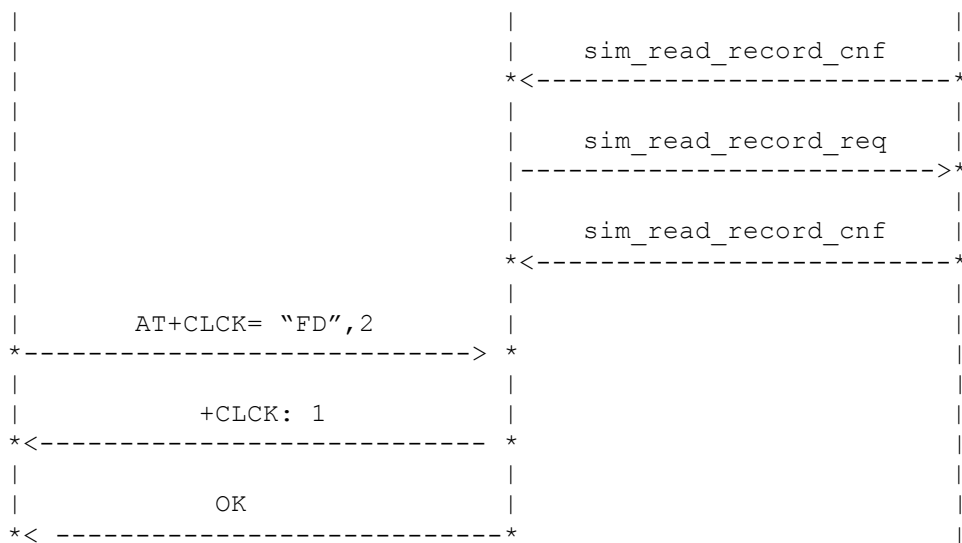 sim_read_record_cnf
sim_read_record_req
sim_read_record_cnf
AT+CLCK= “FD”,2
+CLCK: 1
OK